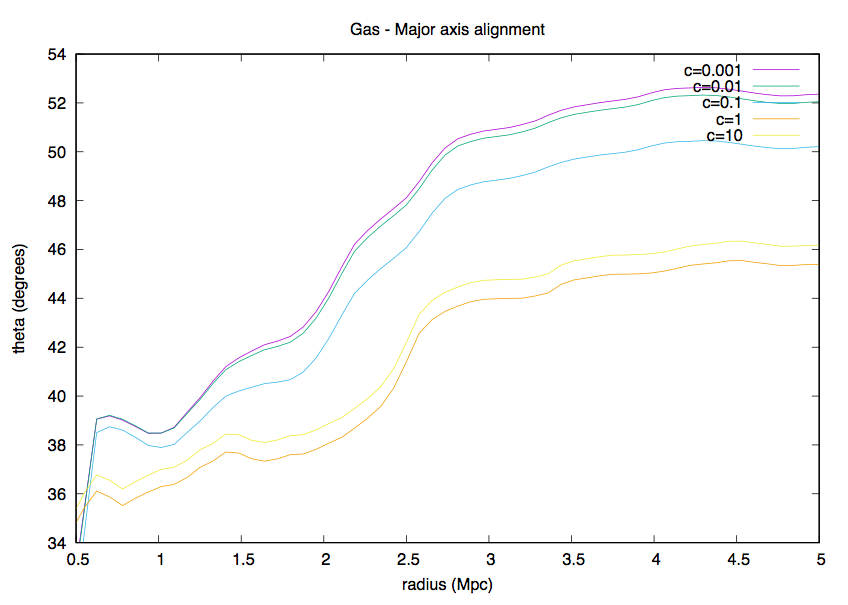 Gas - Major axis alignment
54
52
50
48
46
44
42
40
38
36
34
theta (degrees)
c=0.001
c=0.01
c=0.1
c=1
c=10
0.5 1 1.5 2 2.5 3 3.5 4 4.5 5
radius (Mpc)